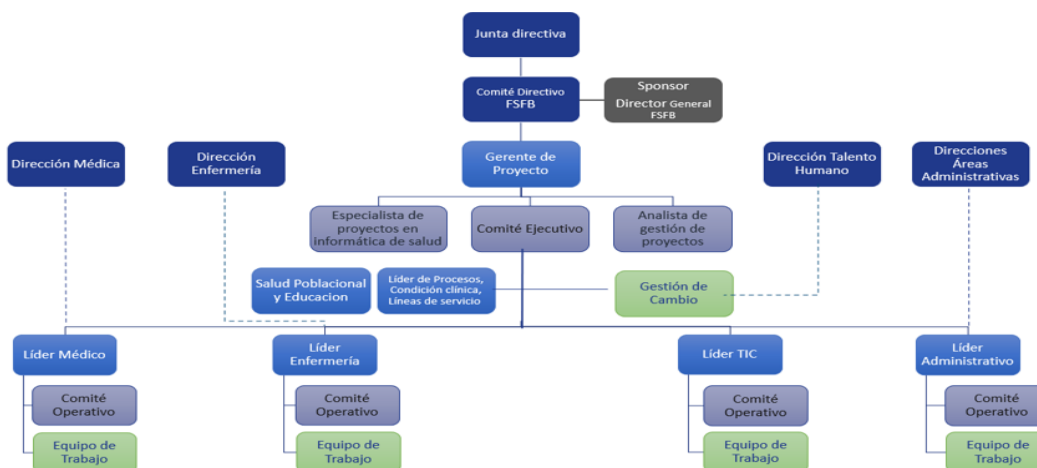 Junta directiva
Comité Directivo
FSFB
Sponsor
Director General
FSFB
Dirección Médica
Dirección
Enfermería
Gerente de
Proyecto
Dirección Talento
Humano
Direcciones
Áreas
Administrativas
Especialista de
proyectos en
informática de salud
Comité Ejecutivo
Analista de
gestión de
proyectos
Salud Poblacional
y Educacion
Líder de Procesos,
Condición clínica,
Líneas de servicio
Gestión de
Cambio
Líder Médico
Líder
Enfermería
Líder TIC
Líder
Administrativo
Comité
Operativo
Comité
Operativo
Comité
Operativo
Comité
Operativo
Equipo de
Trabajo
Equipo de
Trabajo
Equipo de
Trabajo
Equipo de
Trabajo